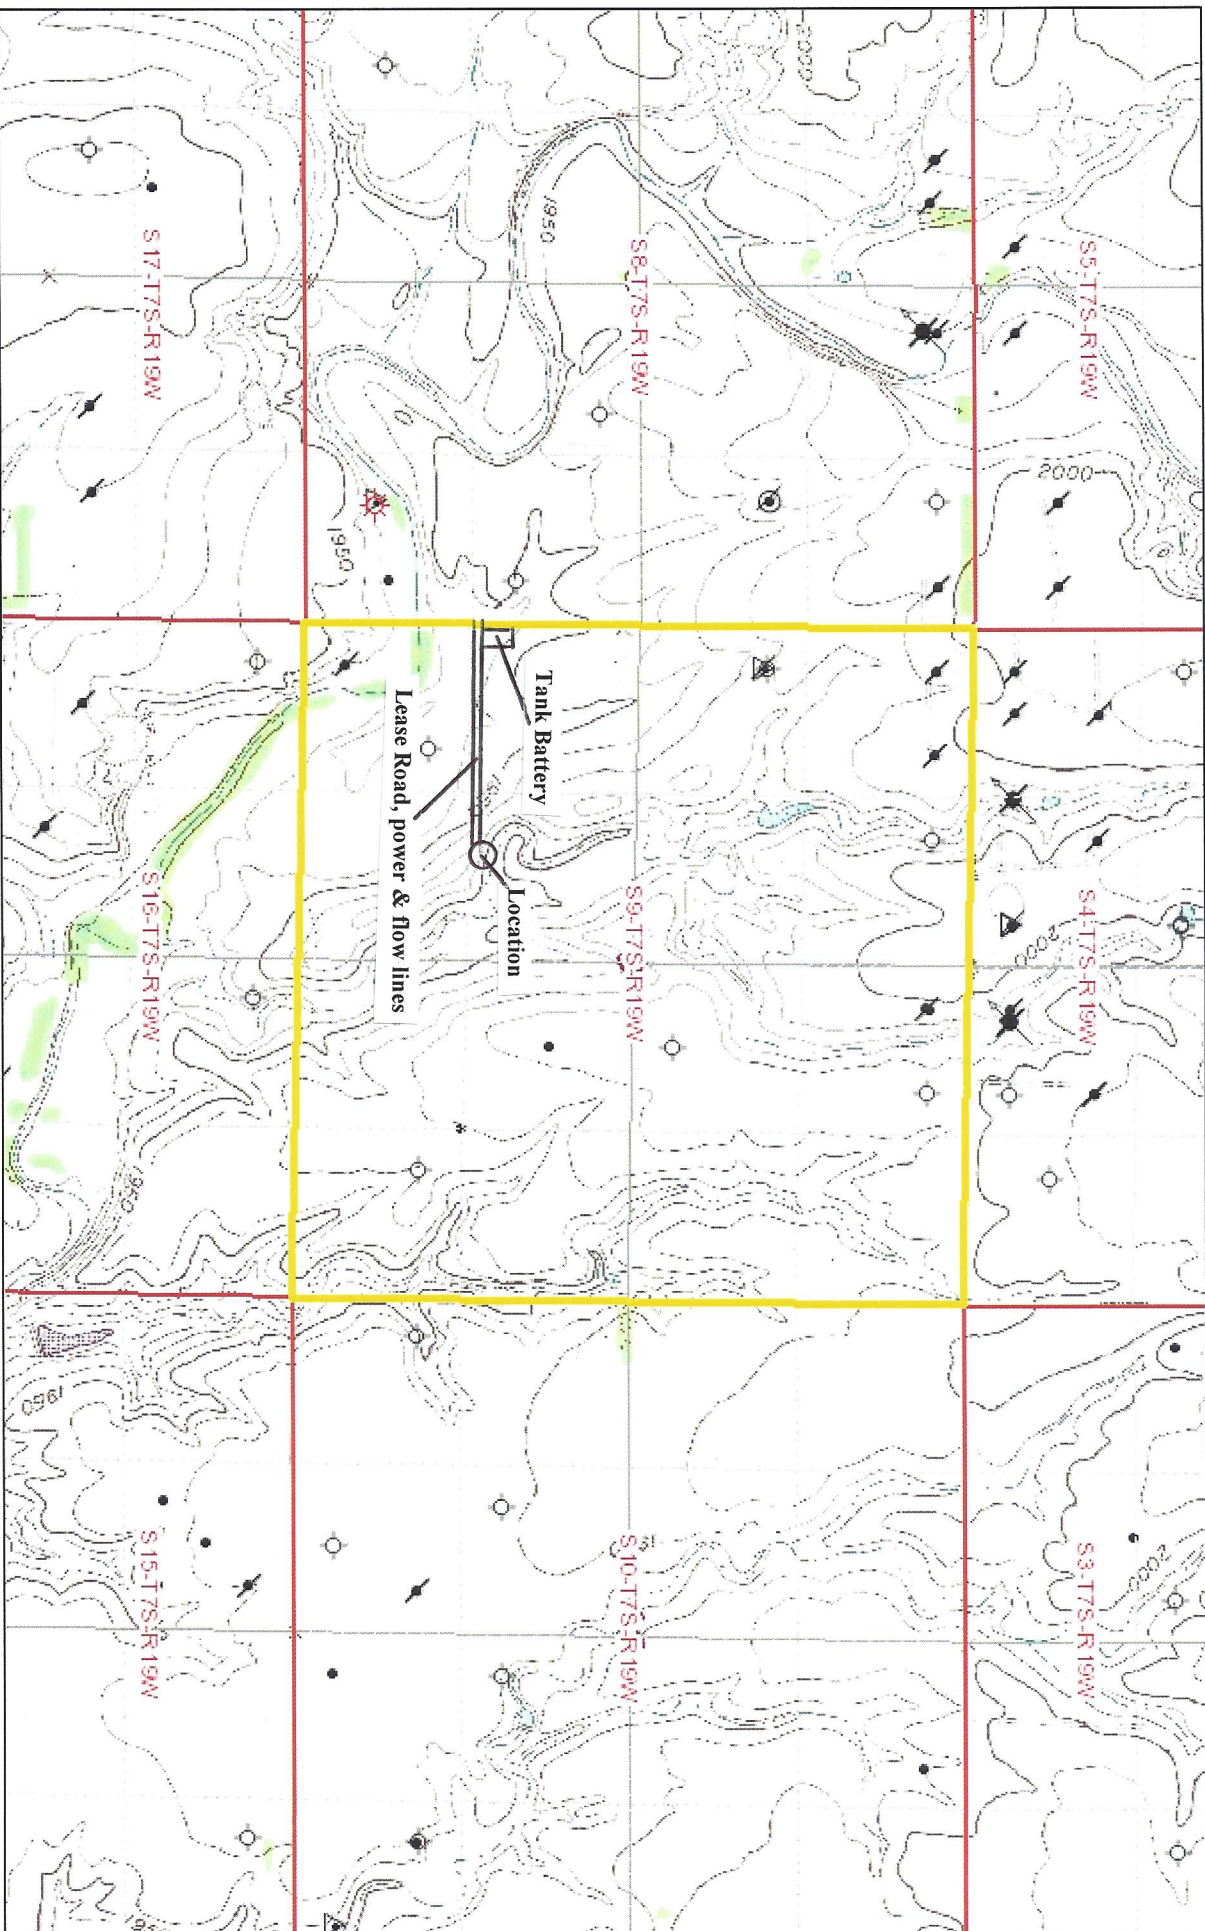 S5-T7S-R19W
S4-T7S-R19W
S3-T7S-R19W
2000
2000
2000
2000
S8-T7S-R19W
S9-T7S-R19W
S10-T7S-R19W
1950
Tank Battery
Location
Lease Road, power & flow lines
1950
S17-T7S-R19W
S16-T7S-R19W
S15-T7S-R19W
1960